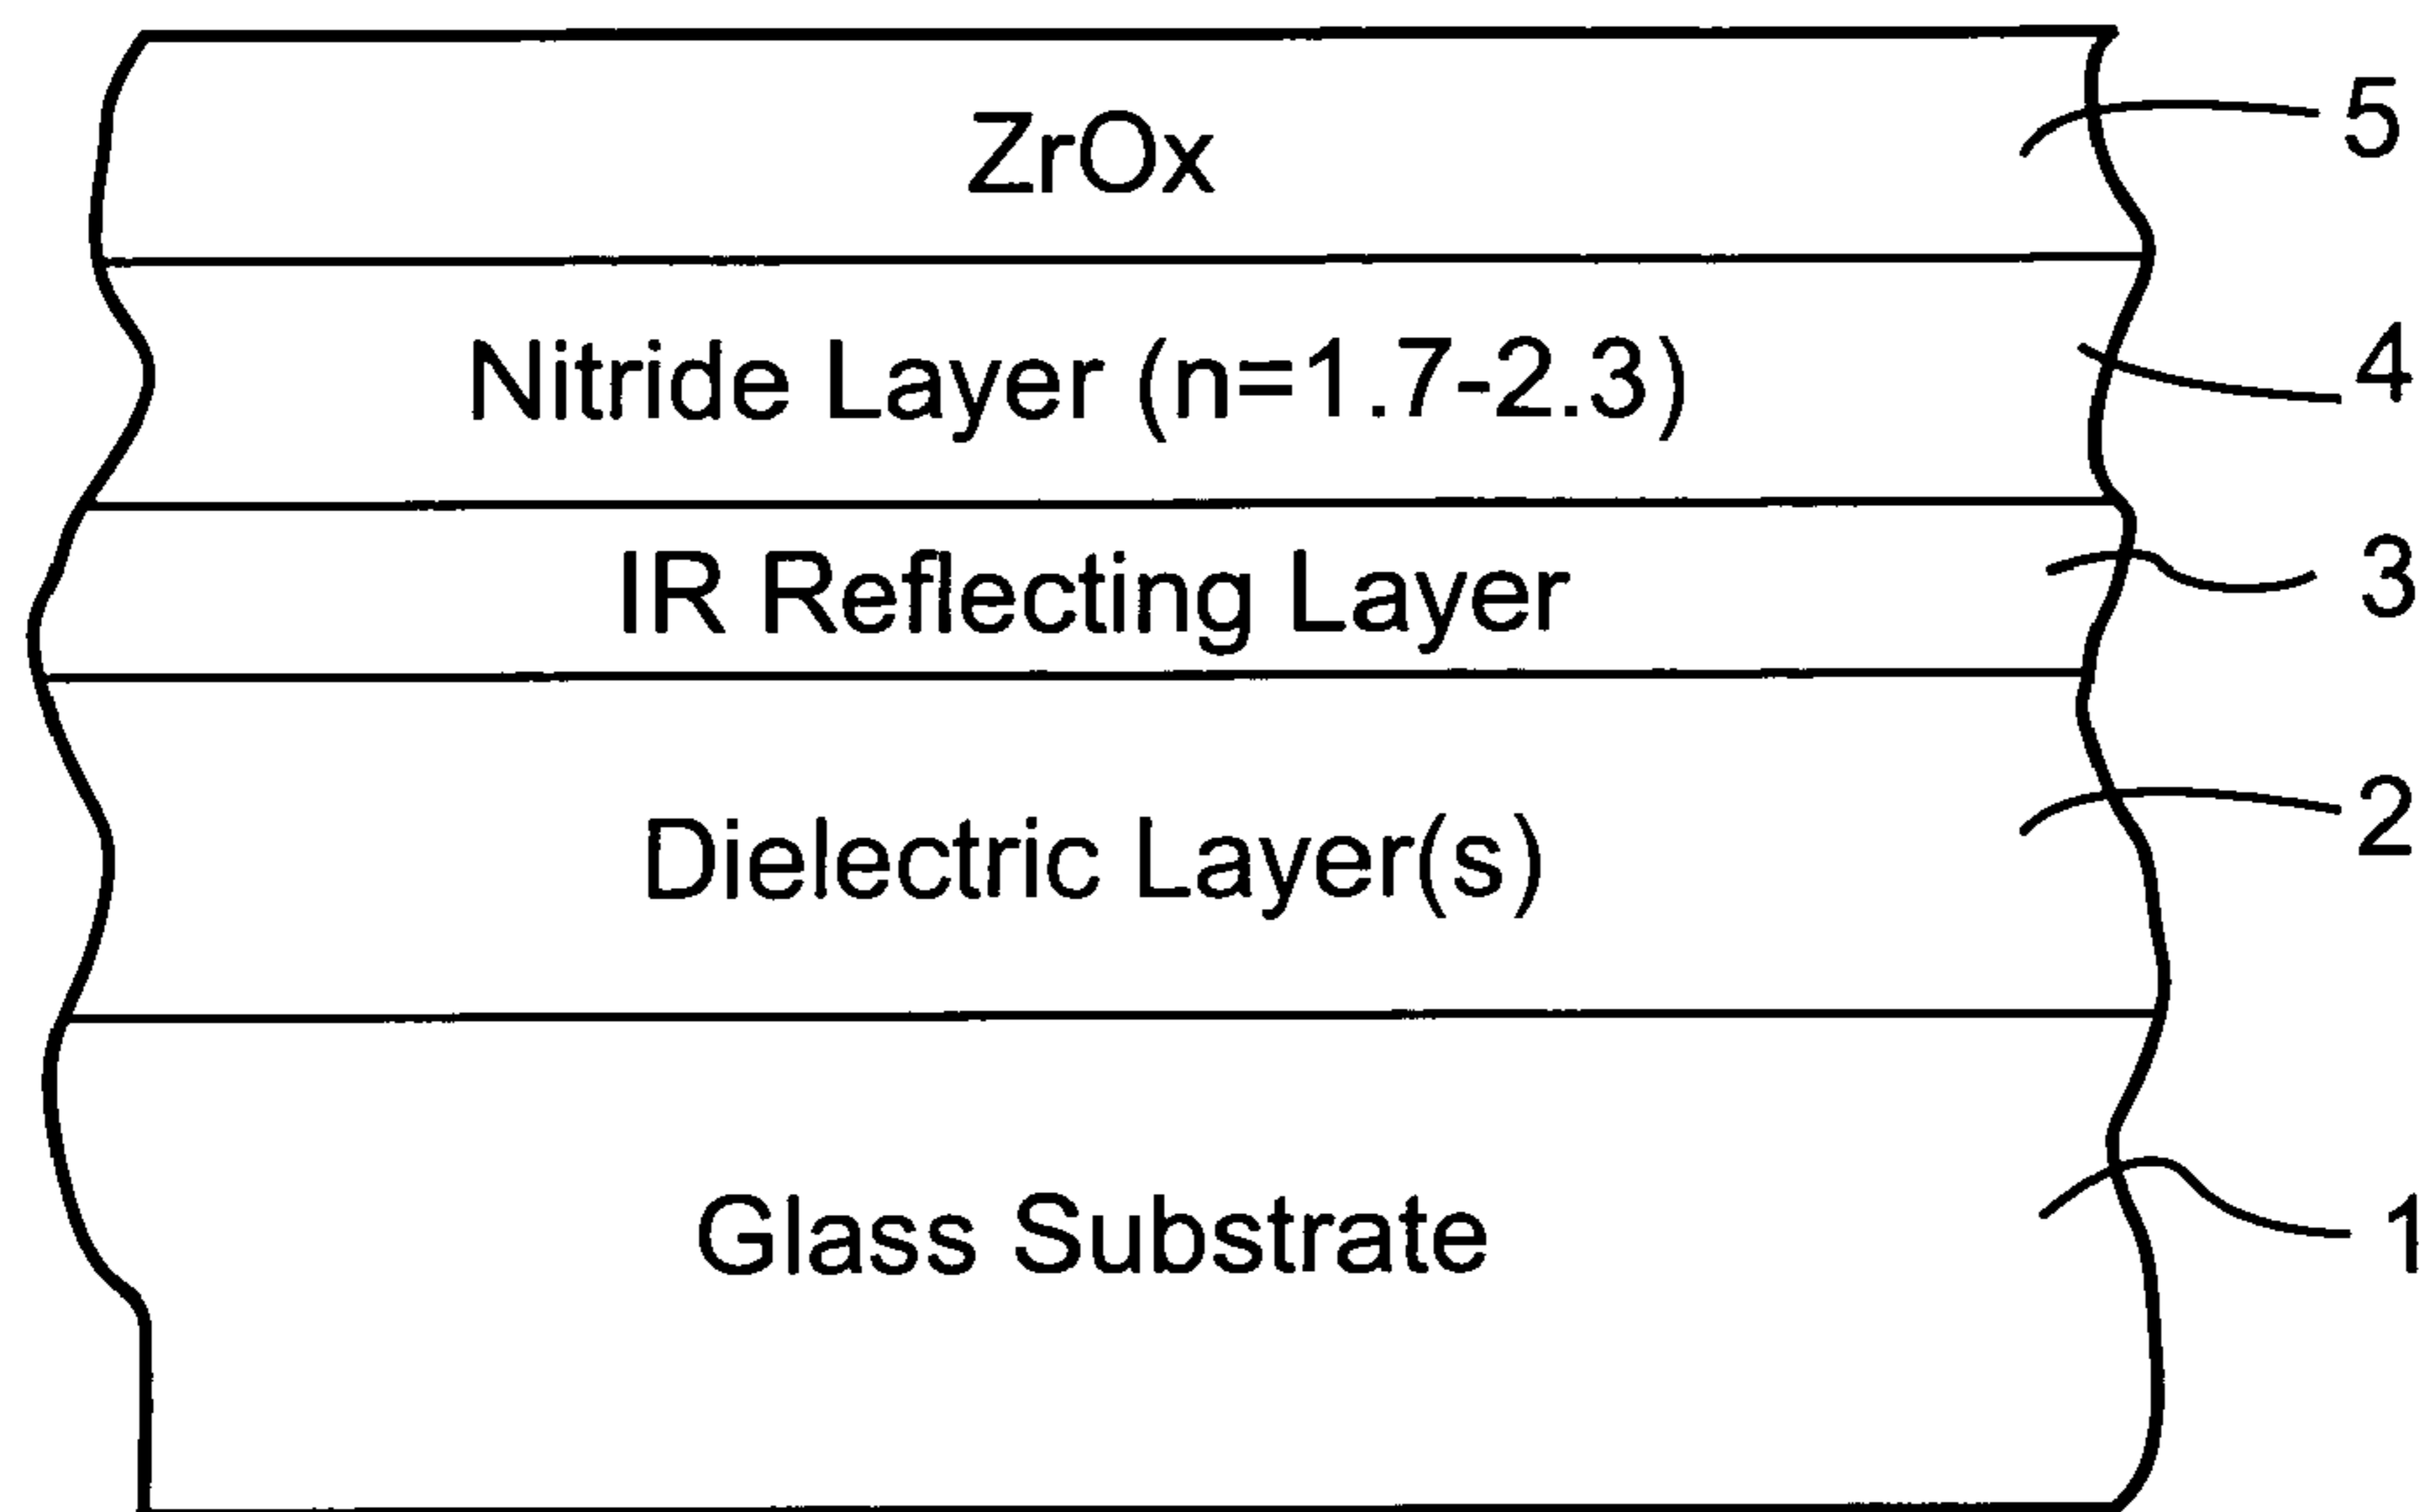 ZrOx 5
Nitride Layer (n=1.7-2.3) 4
IR Reflecting Layer 3
Dielectric Layer(s) 2
Glass Substrate 1